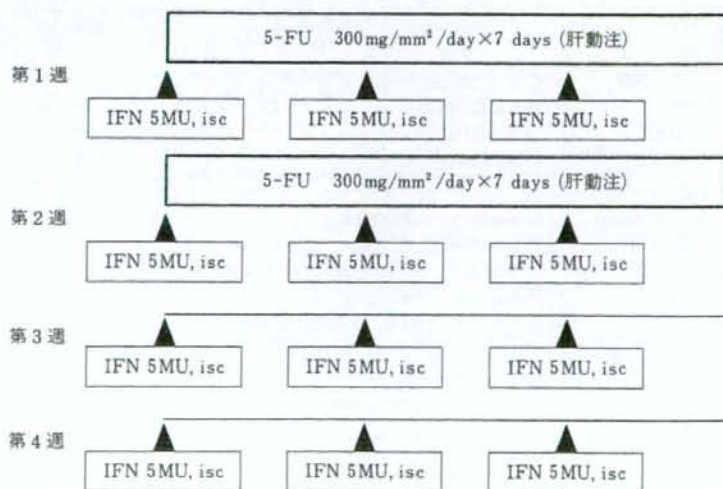 5-FU 300mg/mm²/day×7 days (肝動注)
第1週
IFN 5MU, isc IFN 5MU, isc IFN 5MU, isc
5-FU 300mg/mm²/day×7 days (肝動注)
第2週
IFN 5MU, isc IFN 5MU, isc IFN 5MU, isc
第3週
IFN 5MU, isc IFN 5MU, isc IFN 5MU, isc
第4週
IFN 5MU, isc IFN 5MU, isc IFN 5MU, isc